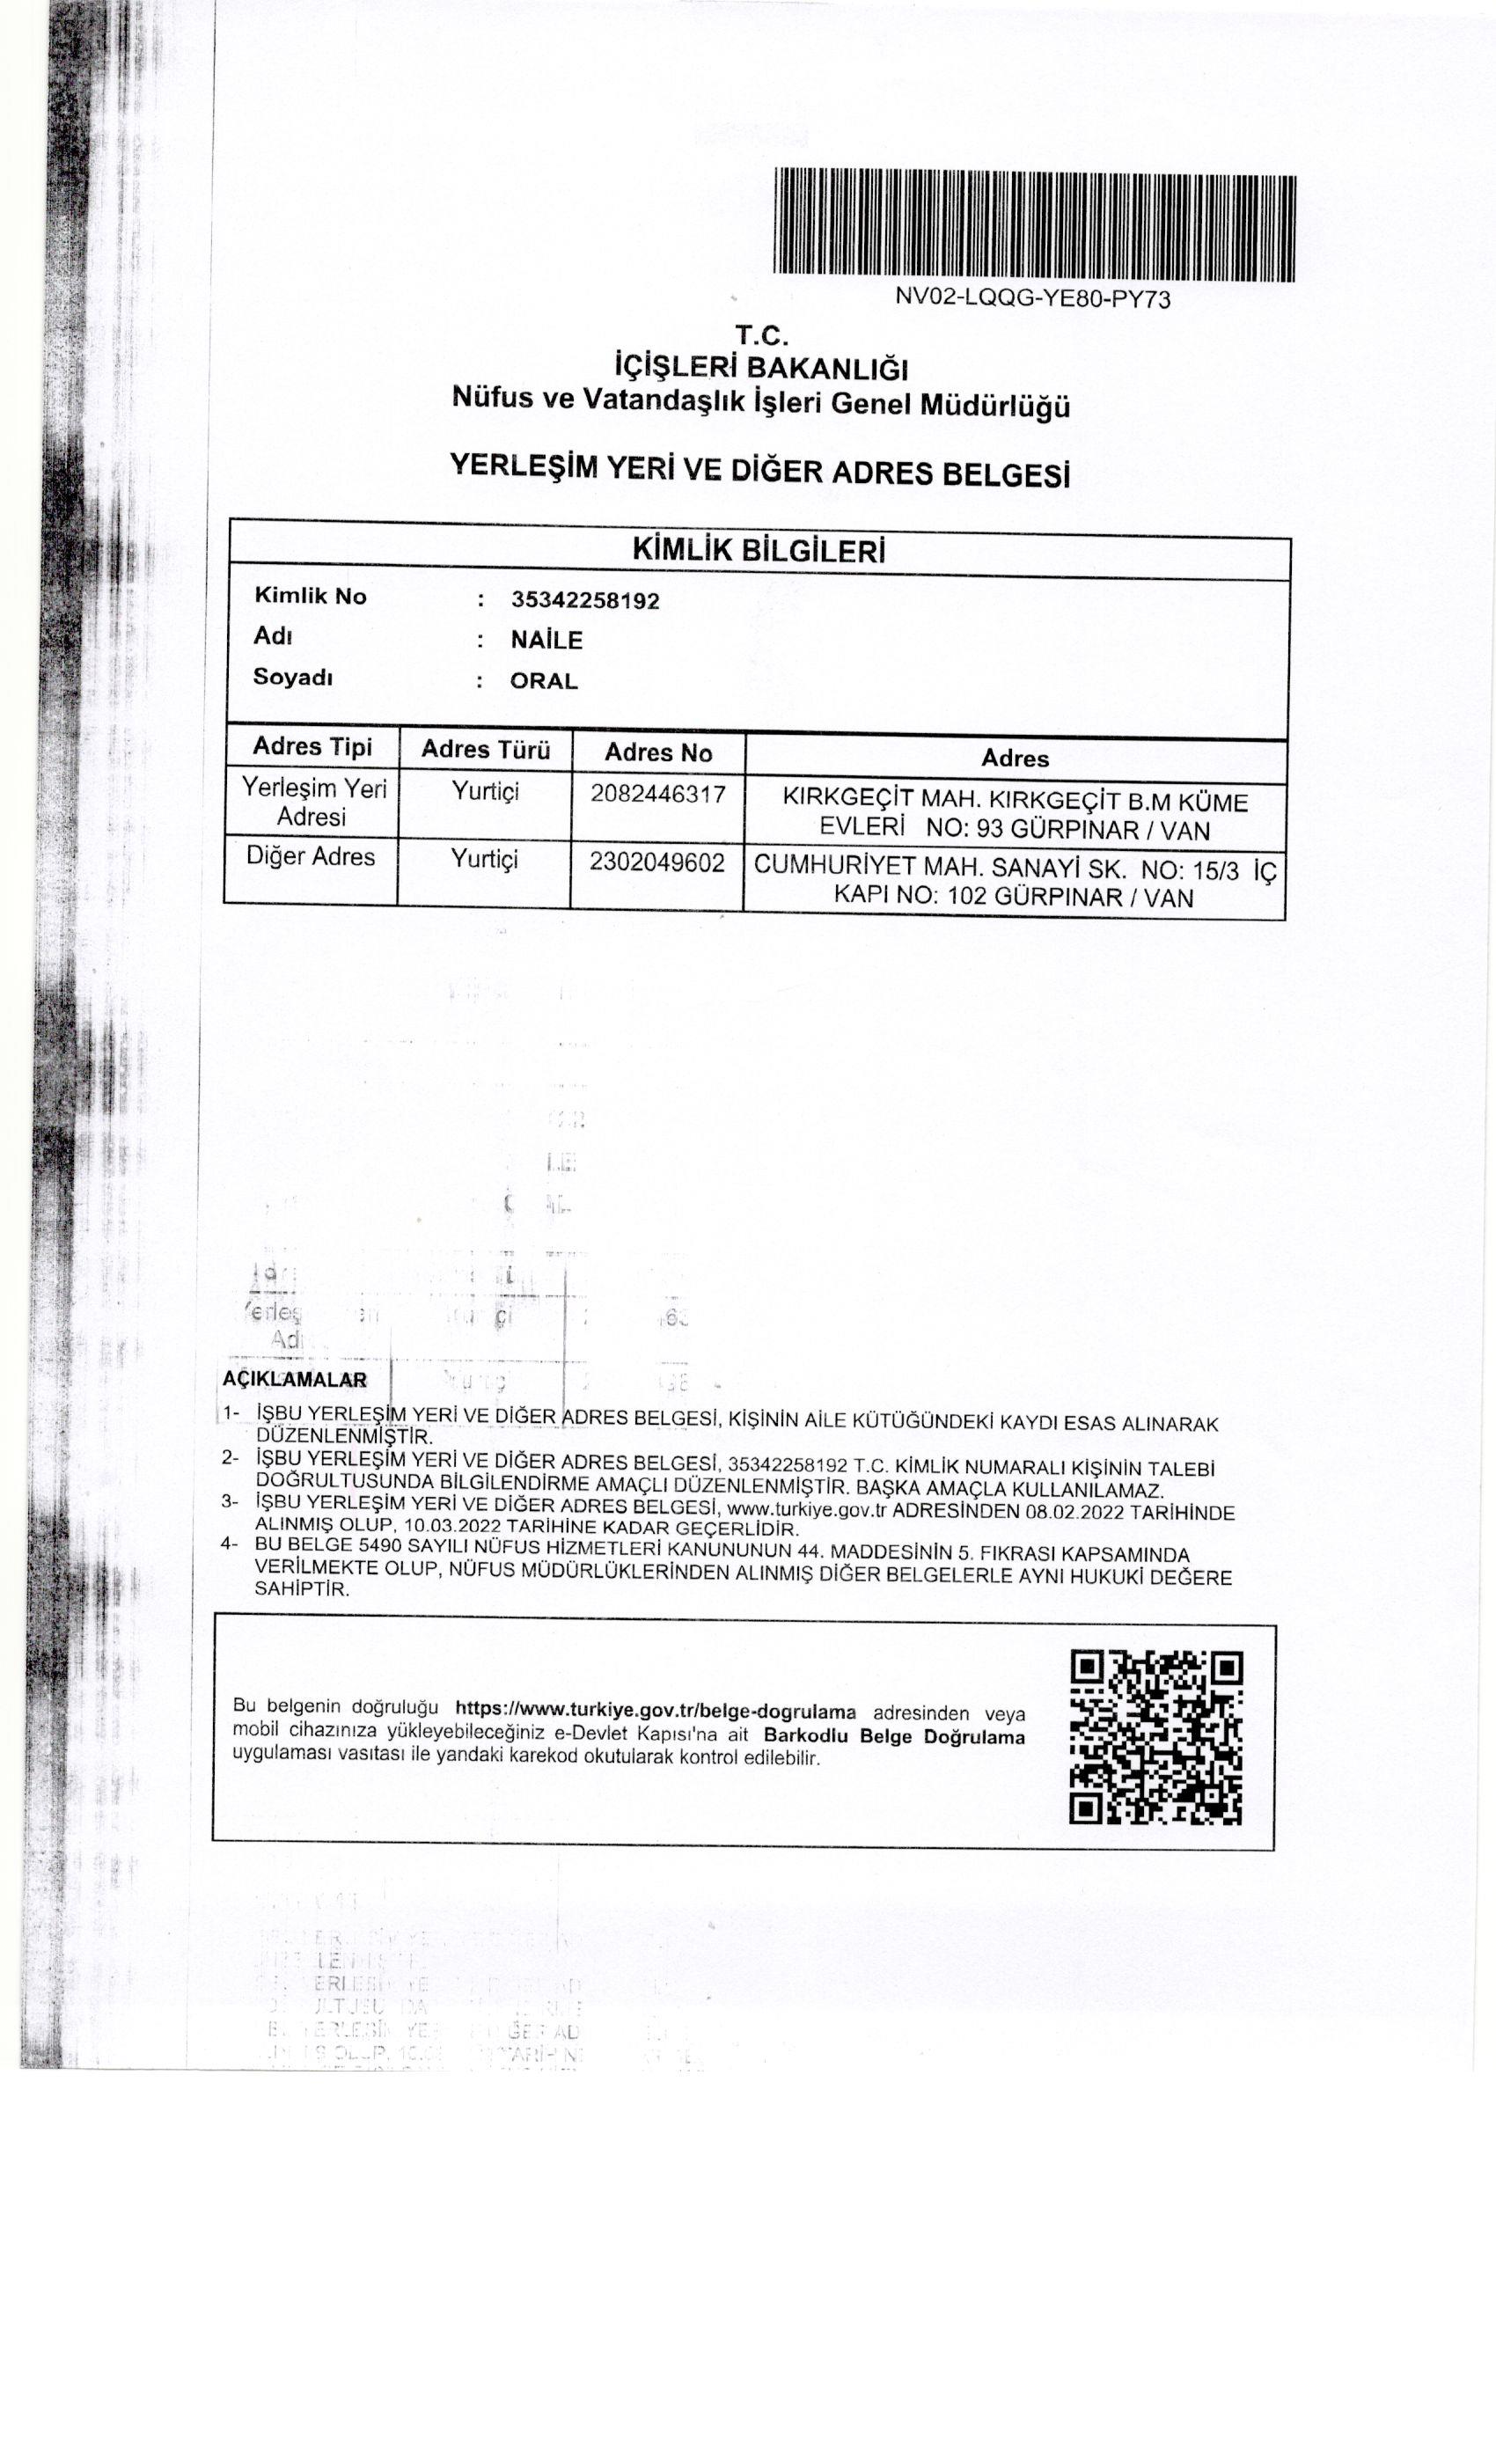 NV02-LQQG-YE80-PY73
T.C.
İÇİŞLERİ BAKANLIĞI
Nüfus ve Vatandaşlık İşleri Genel Müdürlüğü
YERLEŞİM YERİ VE DİĞER ADRES BELGESİ
KİMLİK BİLGİLERİ
Kimlik No : 35342258192
Adı : NAİLE
Soyadı : ORAL
Adres Tipi Adres Türü Adres No Adres
Yerleşim Yeri Yurtiçi 2082446317 KIRKGEÇİT MAH. KIRKGEÇİT B.M KÜME
Adresi EVLERİ NO: 93 GÜRPINAR / VAN
Diğer Adres Yurtiçi 2302049602 CUMHURİYET MAH. SANAYİ SK. NO: 15/3 İÇ
KAPI NO: 102 GÜRPINAR / VAN
AÇIKLAMALAR
1- İŞBU YERLEŞİM YERİ VE DİĞER ADRES BELGESİ, KİŞİNİN AİLE KÜTÜĞÜNDEKİ KAYDI ESAS ALINARAK
DÜZENLENMİŞTİR.
2- İŞBU YERLEŞİM YERİ VE DİĞER ADRES BELGESİ, 35342258192 T.C. KİMLİK NUMARALI KİŞİNİN TALEBİ
DOĞRULTUSUNDA BİLGİLENDİRME AMAÇLI DÜZENLENMİŞTİR. BAŞKA AMAÇLA KULLANILAMAZ.
3- İŞBU YERLEŞİM YERİ VE DİĞER ADRES BELGESİ, www.turkiye.gov.tr ADRESİNDEN 08.02.2022 TARİHİNDE
ALINMIŞ OLUP, 10.03.2022 TARİHİNE KADAR GEÇERLİDİR.
4- BU BELGE 5490 SAYILI NÜFUS HİZMETLERİ KANUNUNUN 44. MADDESİNİN 5. FIKRASI KAPSAMINDA
VERİLMEKTE OLUP, NÜFUS MÜDÜRLÜKLERİNDEN ALINMIŞ DİĞER BELGELERLE AYNI HUKUKİ DEĞERE
SAHİPTİR.
Bu belgenin doğruluğu https://www.turkiye.gov.tr/belge-dogrulama adresinden veya
mobil cihazınıza yükleyebileceğiniz e-Devlet Kapısı'na ait Barkodlu Belge Doğrulama
uygulaması vasıtası ile yandaki karekod okutularak kontrol edilebilir.